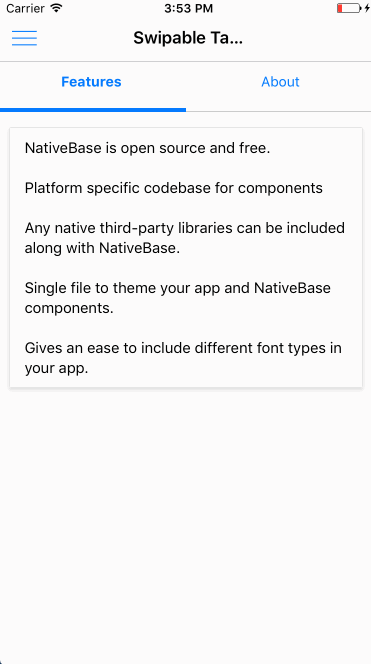 Carrier 3:53 PM
Swipable Ta...
Features About
NativeBase is open source and free.
Platform specific codebase for components
Any native third-party libraries can be included
along with NativeBase.
Single file to theme your app and NativeBase
components.
Gives an ease to include different font types in
your app.